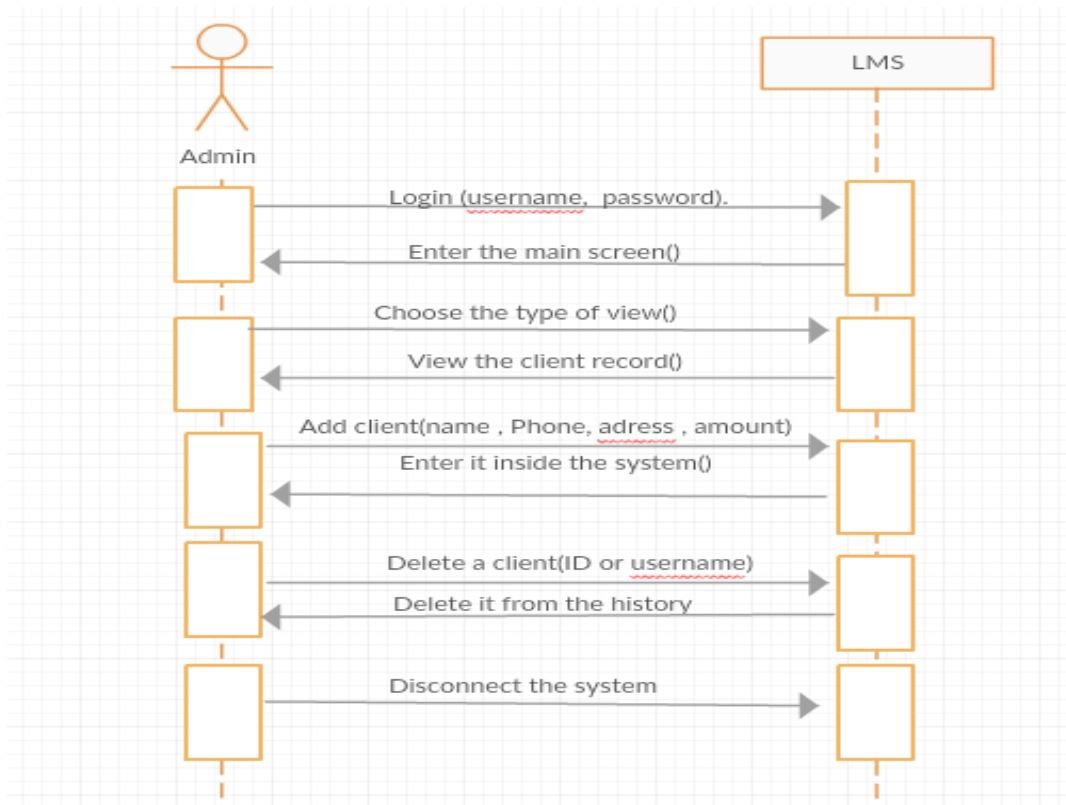 LMS
Admin
Login (username,  password).
Enter the main screen()
Choose the type of view()
View the client record()
Add client(name , Phone, adress , amount)
Enter it inside the system()
Delete a client(ID or username)
Delete it from the history
Disconnect the system